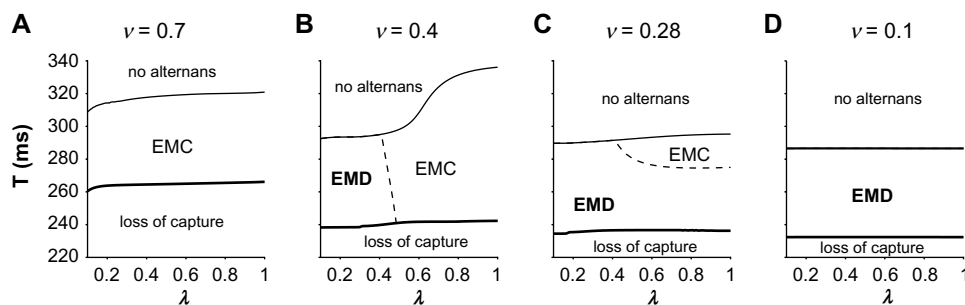 A ν = 0.7
B ν = 0.4
C ν = 0.28
D ν = 0.1
T (ms)
340
320
300
280
260
240
220
no alternans
EMC
loss of capture
0.2 0.4 0.6 0.8 1
λ
no alternans
EMD
EMC
loss of capture
0.2 0.4 0.6 0.8 1
λ
no alternans
EMC
EMD
loss of capture
0.2 0.4 0.6 0.8 1
λ
no alternans
EMD
loss of capture
0.2 0.4 0.6 0.8 1
λ